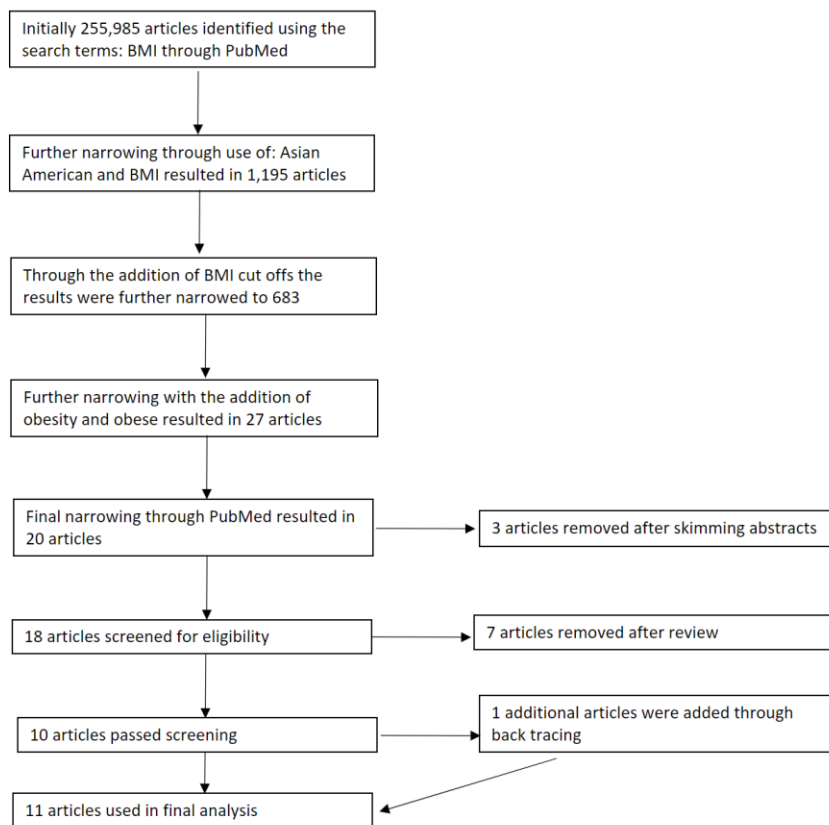 Initially 255,985 articles identified using the
search terms: BMI through PubMed
Further narrowing through use of: Asian
American and BMI resulted in 1,195 articles
Through the addition of BMI cut offs the
results were further narrowed to 683
Further narrowing with the addition of
obesity and obese resulted in 27 articles
Final narrowing through PubMed resulted in
20 articles
3 articles removed after skimming abstracts
18 articles screened for eligibility
7 articles removed after review
10 articles passed screening
1 additional articles were added through
back tracing
11 articles used in final analysis